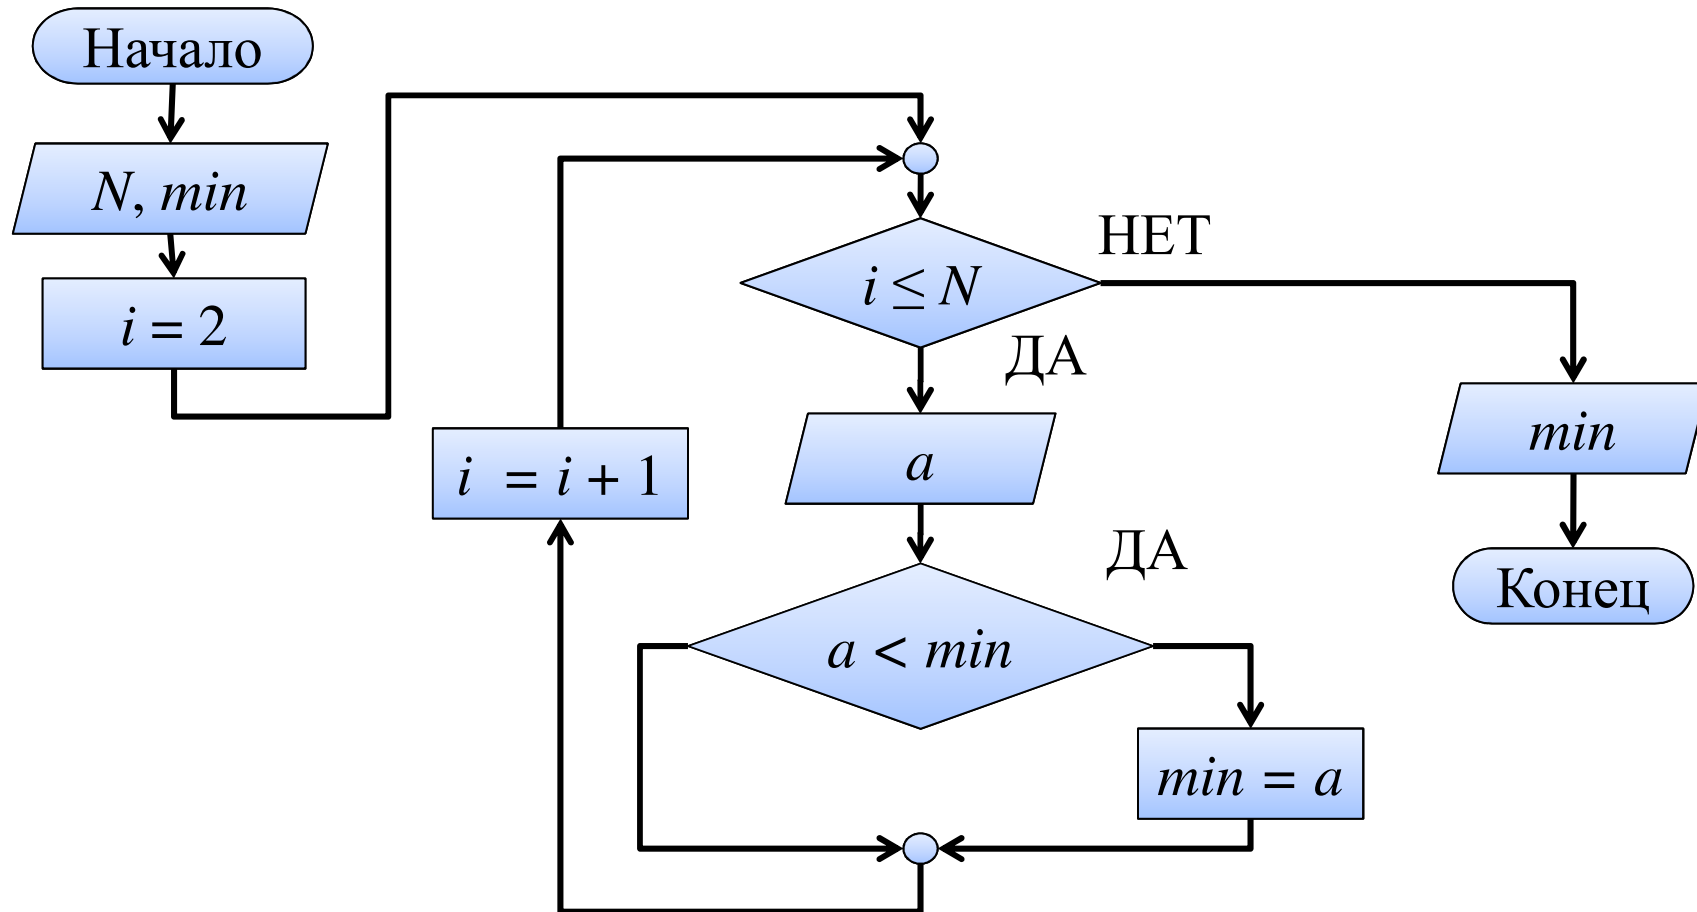 Начало
N, min
i = 2
i ≤ N
НЕТ
ДА
a
i = i + 1
a < min
ДА
min = a
min
Конец